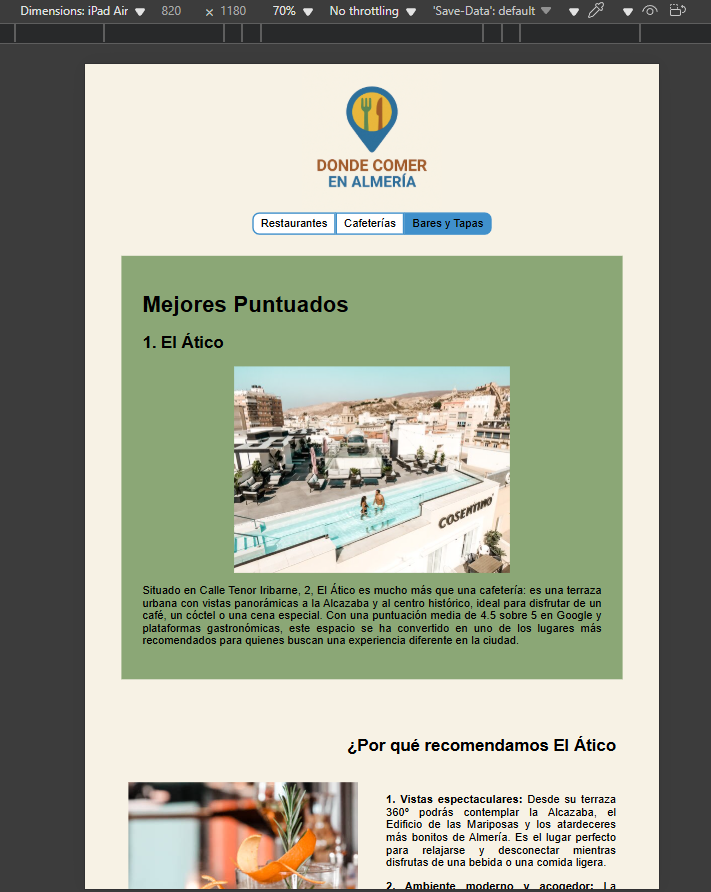 Dimensions: iPad Air 820 × 1180 70% No throttling 'Save-Data': default
DONDE COMER
EN ALMERÍA
Restaurantes Cafeterías Bares y Tapas
Mejores Puntuados
1. El Ático
COSENTINO
Situado en Calle Tenor Iribarne, 2, El Ático es mucho más que una cafetería: es una terraza
urbana con vistas panorámicas a la Alcazaba y al centro histórico, ideal para disfrutar de un
café, un cóctel o una cena especial. Con una puntuación media de 4.5 sobre 5 en Google y
plataformas gastronómicas, este espacio se ha convertido en uno de los lugares más
recomendados para quienes buscan una experiencia diferente en la ciudad.
¿Por qué recomendamos El Ático
1. Vistas espectaculares: Desde su terraza
360º podrás contemplar la Alcazaba, el
Edificio de las Mariposas y los atardeceres
más bonitos de Almería. Es el lugar perfecto
para relajarse y desconectar mientras
disfrutas de una bebida o una comida ligera.
2. Ambiente moderno y acogedor: La